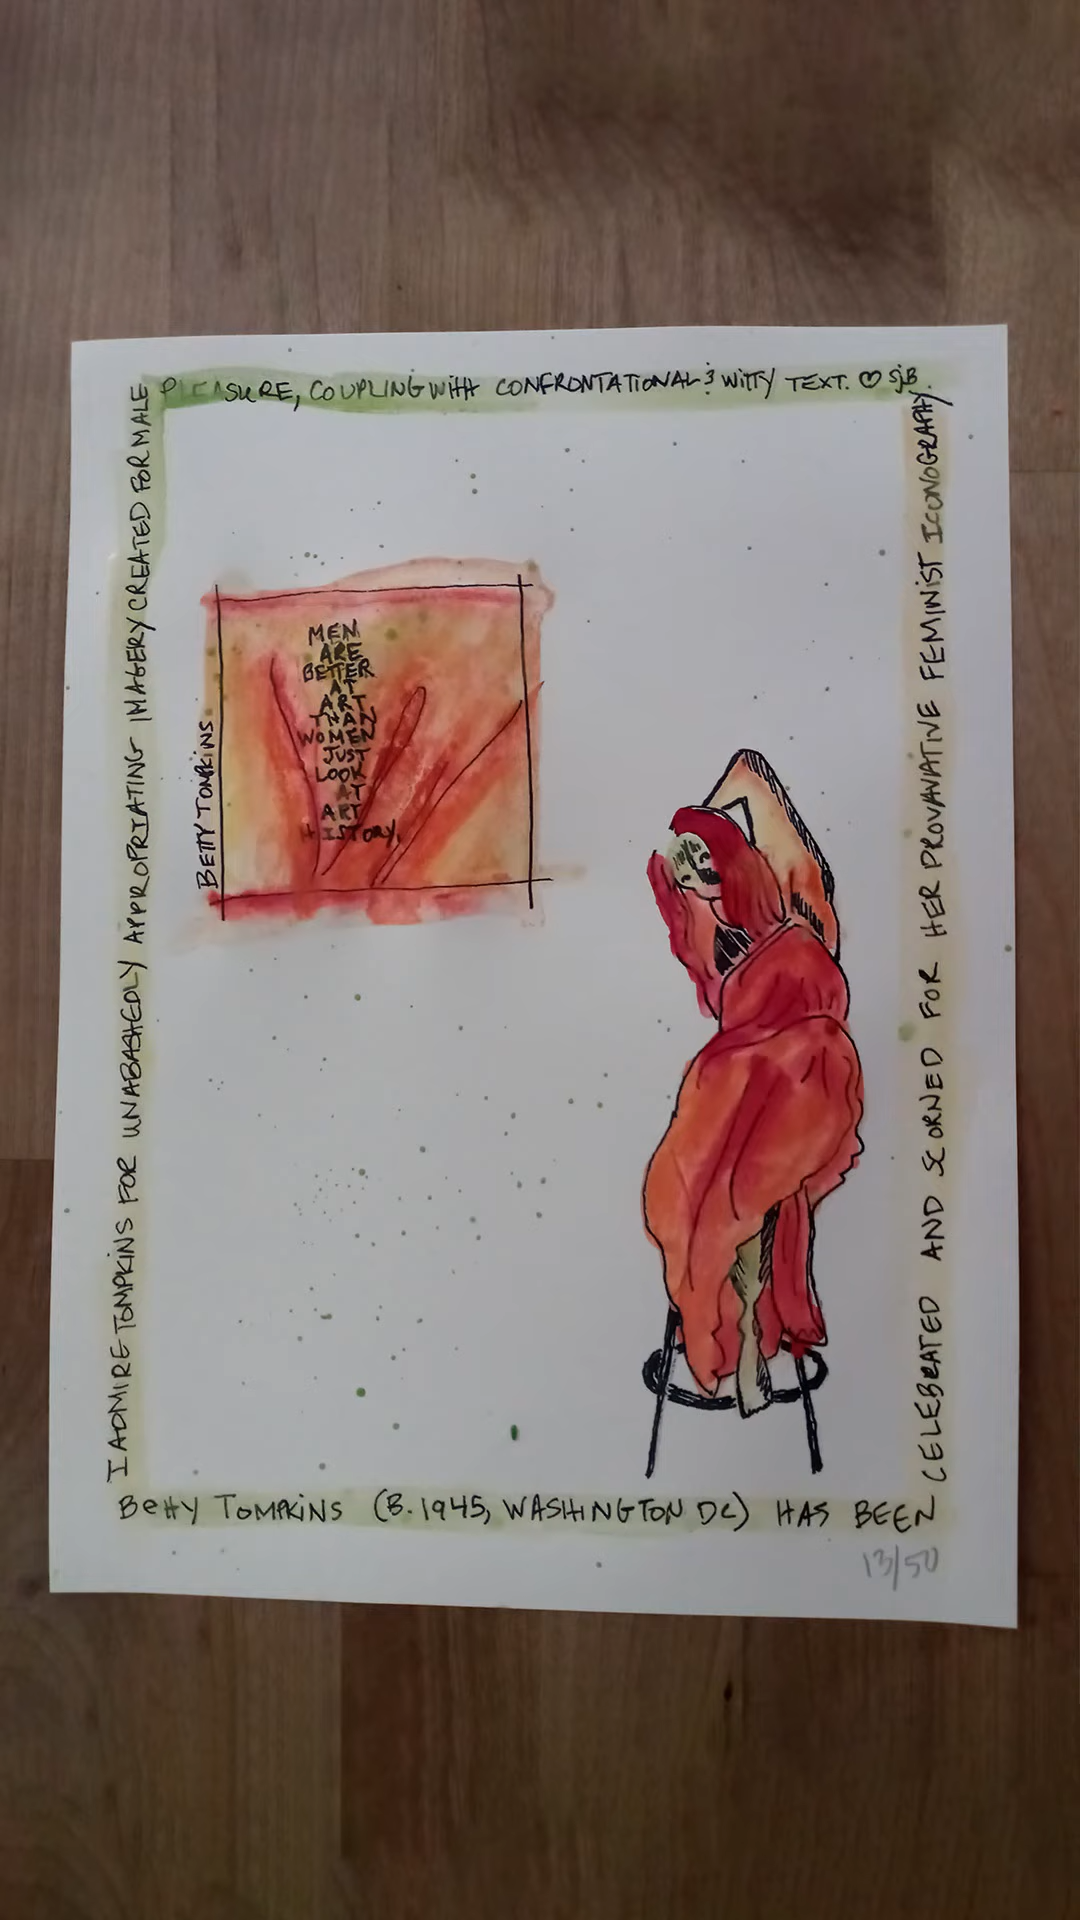 Betty TOMPKINS (B. 1945, WASHINGTON DC) HAS BEEN
CELEBRATED AND SCORNED FOR HER PROVAVATIVE FEMINIST ICONOGRAPHY
I ADMIRE TOMPKINS FOR UNABASHEDLY APPROPRIATING IMAGERY CREATED FOR MALE
PLEASURE, COUPLING WITH CONFRONTATIONAL & WITTY TEXT. ♡ SJB.
BETTY TOMPKINS
MEN
ARE
BETTER
AT
ART
THAN
WOMEN
JUST
LOOK
AT
ART
HISTORY.
13/50